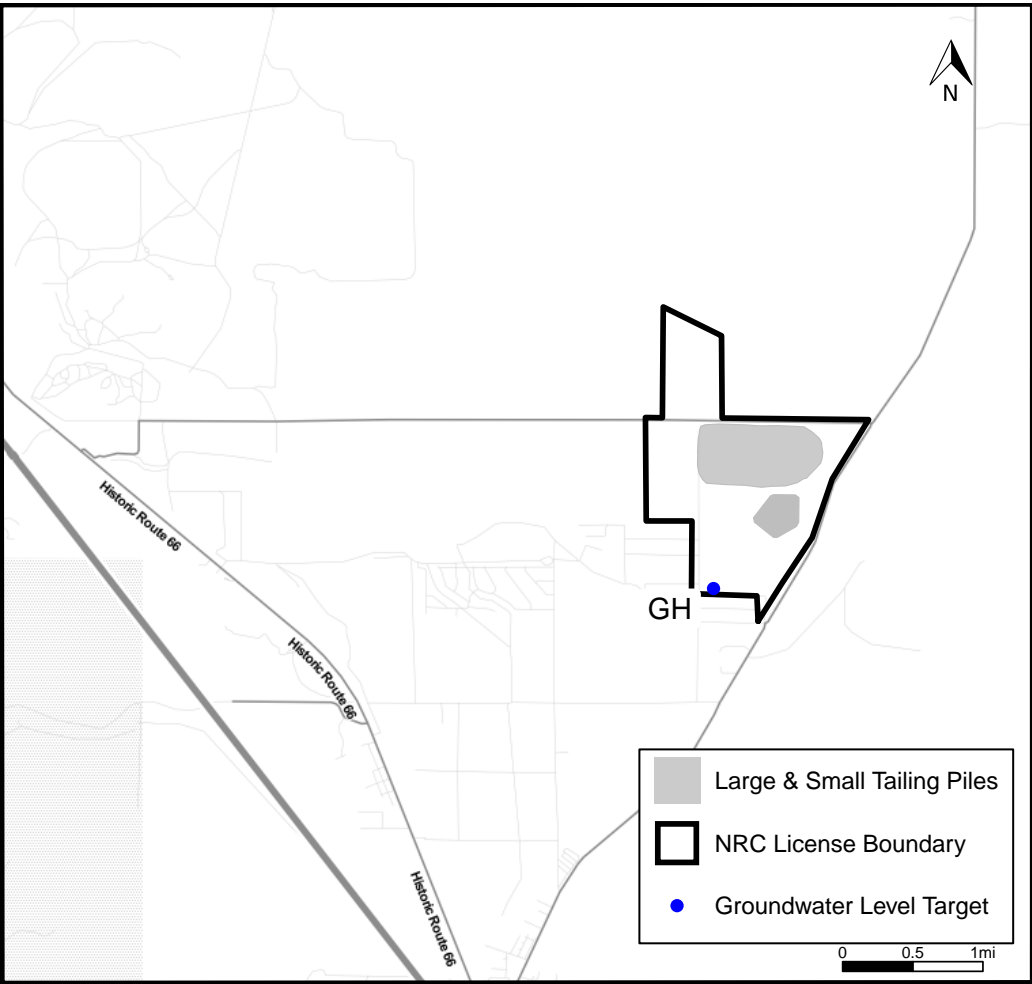 N
Historic Route 66
Historic Route 66
GH
Large & Small Tailing Piles
NRC License Boundary
Historic Route 66
Groundwater Level Target
0 0.5 1mi